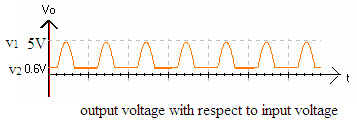 Vo
V1 5V
V2 0.6V
t
output voltage with respect to input voltage